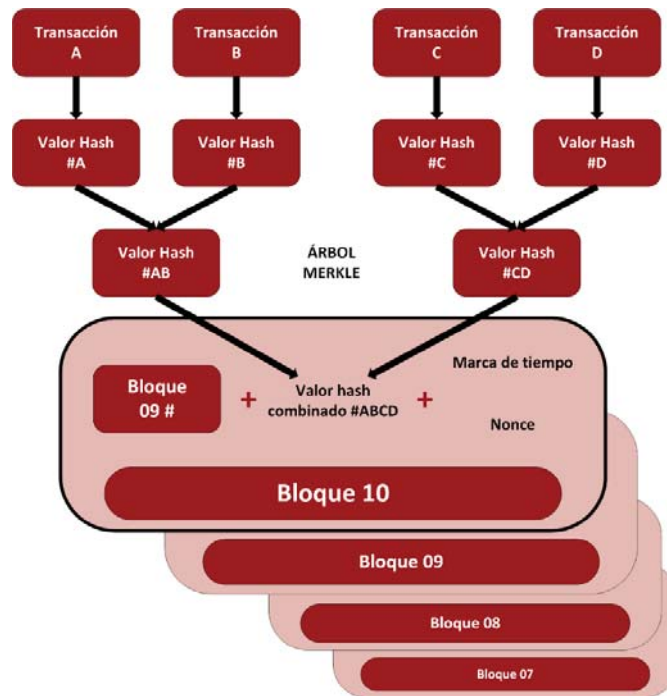 Transacción
A
Transacción
B
Transacción
C
Transacción
D
Valor Hash
#A
Valor Hash
#B
Valor Hash
#C
Valor Hash
#D
Valor Hash
#AB
ÁRBOL
MERKLE
Valor Hash
#CD
Bloque
09 #
+
Valor hash
combinado #ABCD
+
Marca de tiempo
Nonce
Bloque 10
Bloque 09
Bloque 08
Bloque 07